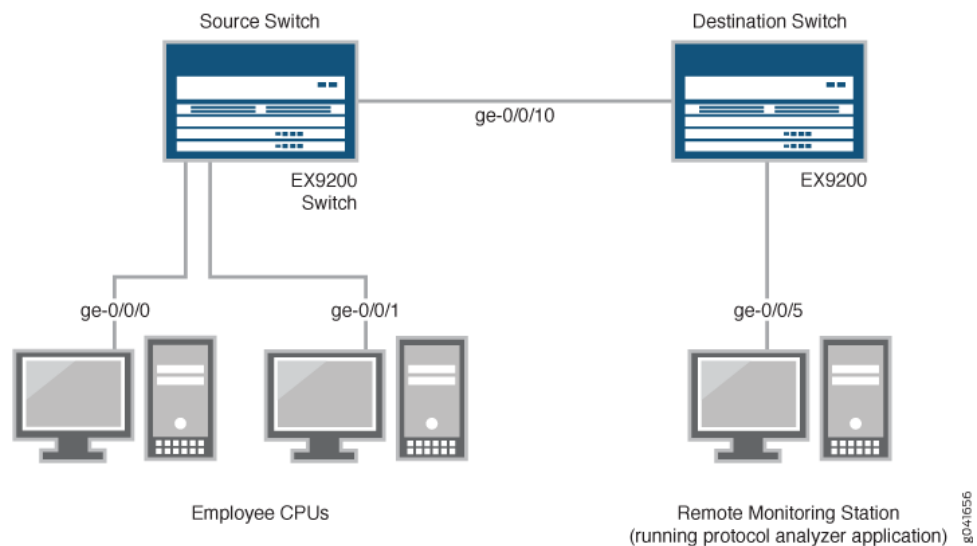 Source Switch
Destination Switch
ge-0/0/10
EX9200
Switch
EX9200
ge-0/0/0
ge-0/0/1
ge-0/0/5
Employee CPUs
Remote Monitoring Station
(running protocol analyzer application)
g041656